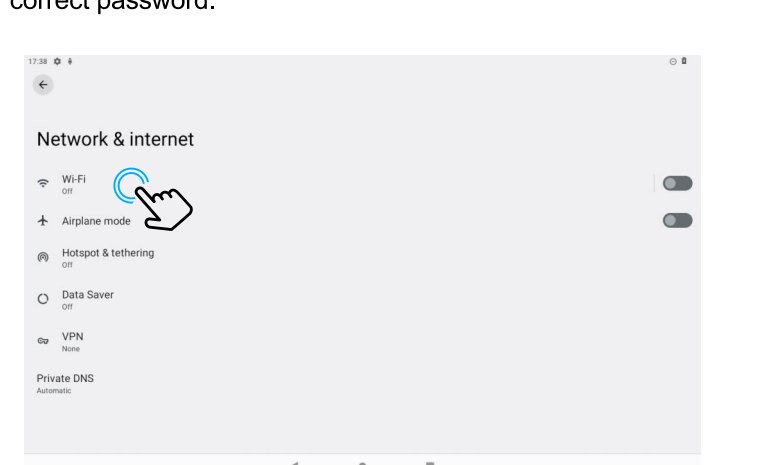 correct password.
17:38
Network & internet
Wi-Fi
Off
Airplane mode
Hotspot & tethering
Off
Data Saver
Off
VPN
None
Private DNS
Automatic